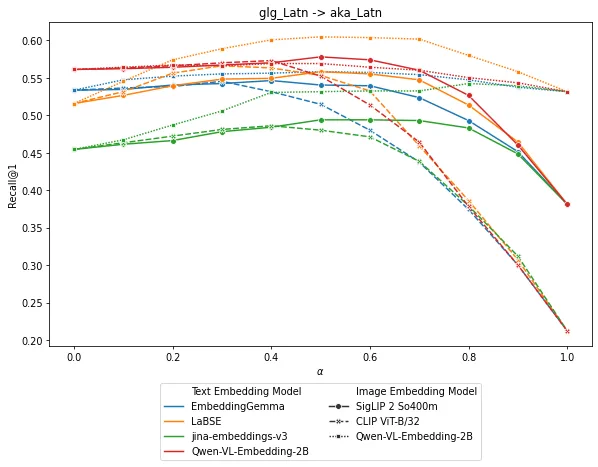 glg_Latn -> aka_Latn
Recall@1
0.60
0.55
0.50
0.45
0.40
0.35
0.30
0.25
0.20
0.0
0.2
0.4
0.6
0.8
1.0
α
Text Embedding Model
EmbeddingGemma
LaBSE
jina-embeddings-v3
Qwen-VL-Embedding-2B
Image Embedding Model
SigLIP 2 So400m
CLIP ViT-B/32
Qwen-VL-Embedding-2B